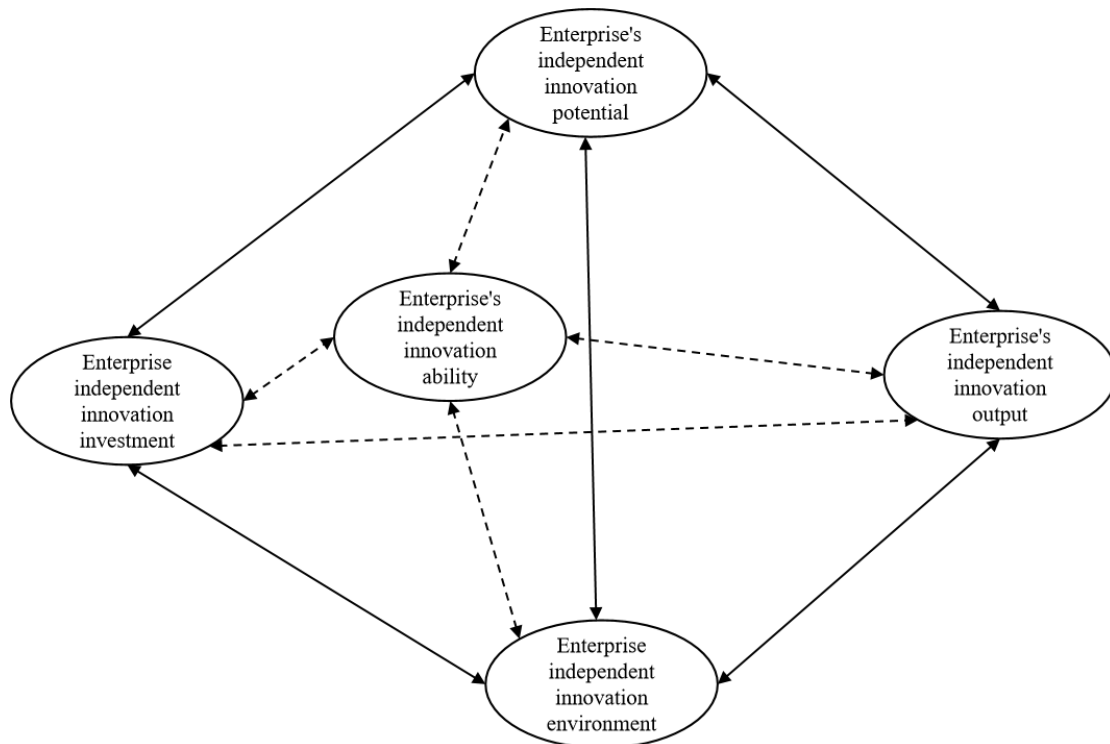 Enterprise's
independent
innovation
potential
Enterprise's
independent
innovation
ability
Enterprise
independent
innovation
investment
Enterprise's
independent
innovation
output
Enterprise
independent
innovation
environment